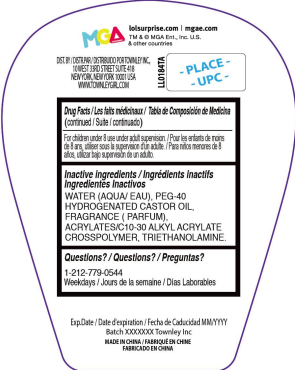 MGA
lolsurprise.com | mgae.com
TM & © MGA Ent., Inc. U.S.
& other countries
DIST. BY / DISTR.PAR / DISTRIBUIDO POR TOWNLEY INC.,
10 WEST 33RD STREET SUITE 418
NEW YORK, NEW YORK 10001 USA
WWW.TOWNLEYGIRL.COM
LL0184TA
- PLACE -
- UPC -
Drug Facts / Les faits médicinaux / Tabla de Composición de Medicina
(continued / Suite / continuado)
For children under 8 use under adult supervision. / Pour les enfants de moins
de 8 ans, utiliser sous la supervision d'un adulte. / Para niños menores de 8
años, utilizar bajo supervisión de un adulto.
Inactive ingredients / Ingrédients Inactifs
Ingredientes Inactivos
WATER (AQUA/ EAU), PEG-40
HYDROGENATED CASTOR OIL,
FRAGRANCE ( PARFUM),
ACRYLATES/C10-30 ALKYL ACRYLATE
CROSSPOLYMER, TRIETHANOLAMINE.
Questions? / Questions? / Preguntas?
1-212-779-0544
Weekdays / Jours de la semaine / Días Laborables
Exp.Date / Date d'expiration / Fecha de Caducidad MM/YYYY
Batch XXXXXXX Townley Inc
MADE IN CHINA / FABRIQUÉ EN CHINE
FABRICADO EN CHINA